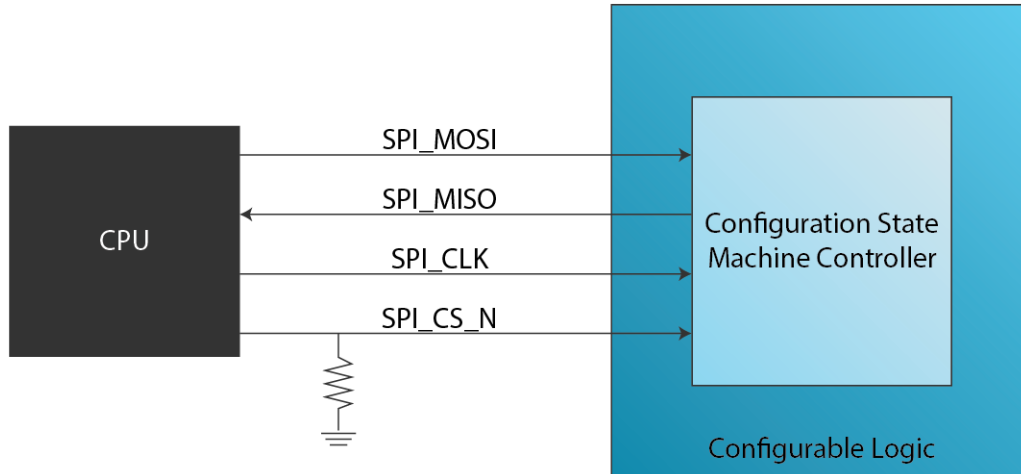 SPI_MOSI
SPI_MISO
CPU
SPI_CLK
SPI_CS_N
Configuration State
Machine Controller
Configurable Logic